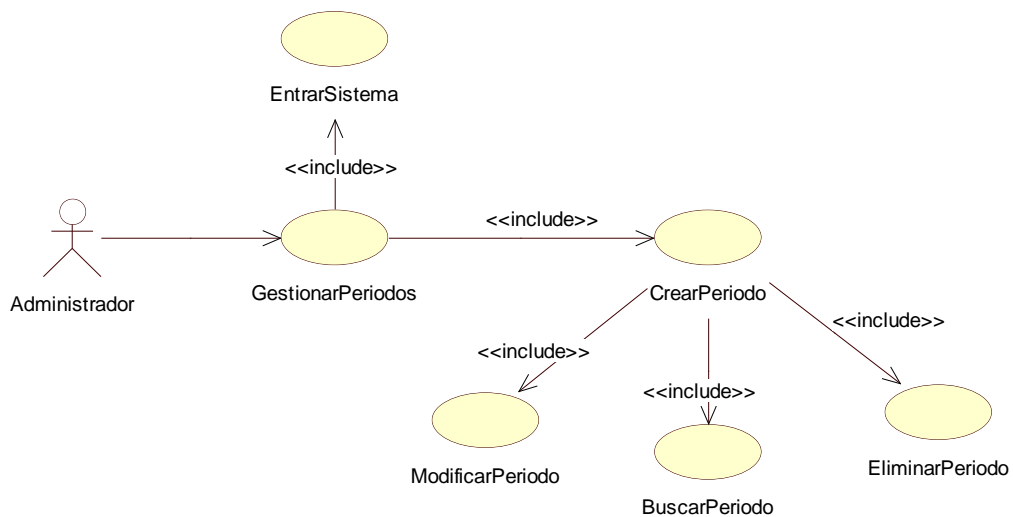 EntrarSistema
<<include>>
<<include>>
Administrador
GestionarPeriodos
CrearPeriodo
<<include>>
<<include>>
<<include>>
ModificarPeriodo
EliminarPeriodo
BuscarPeriodo